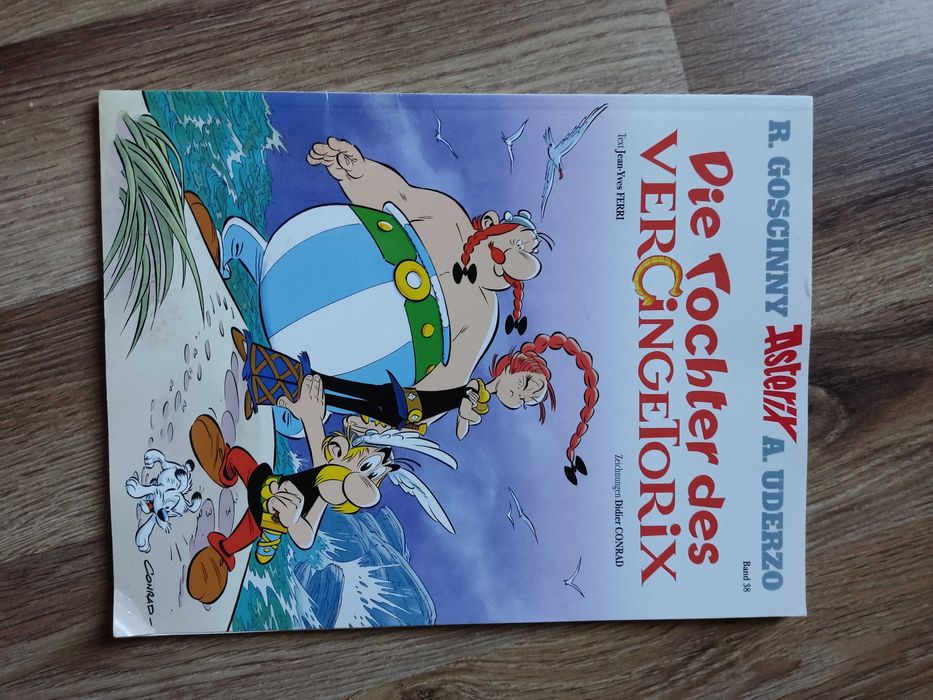 R. GOSCINNY Asterix A. UDERZO
Band 38
Die Tochter des
VERCiNGETORiX
Text Jean-Yves FERRI
Zeichnungen Didier CONRAD
CONRAD-